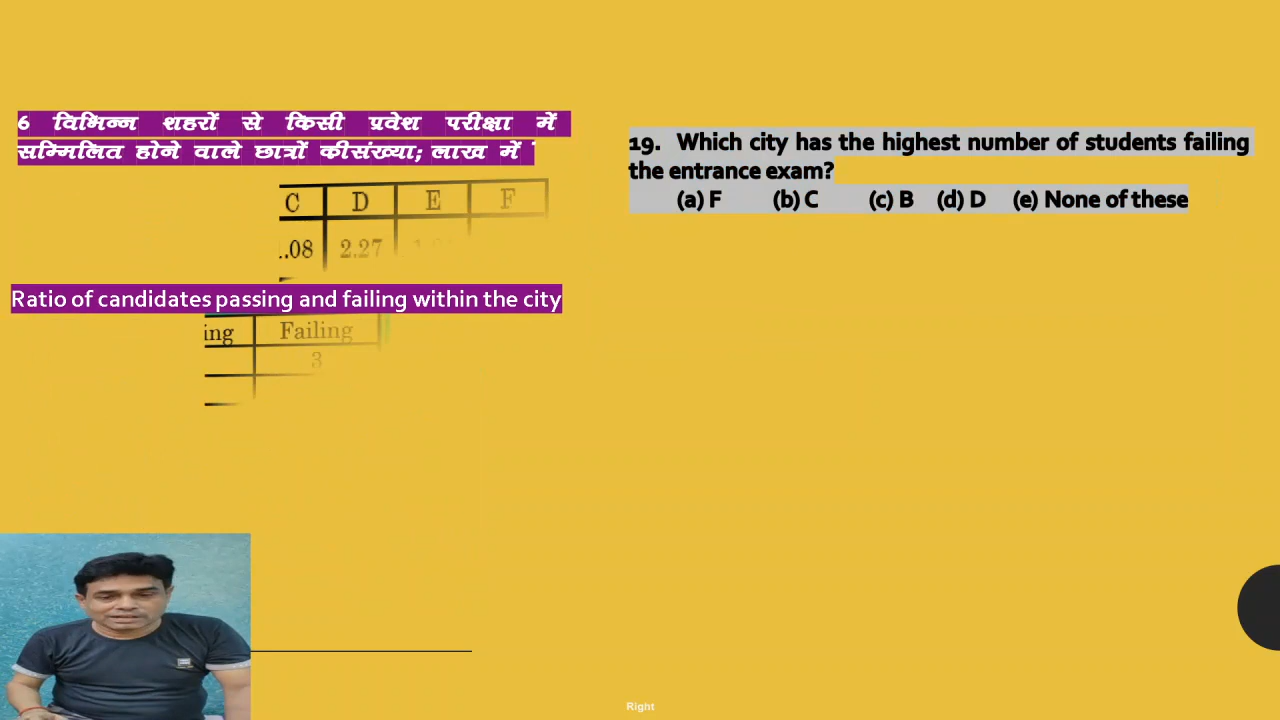 6 विभिन्न शहरों से किसी प्रवेश परीक्षा में
सम्मिलित होने वाले छात्रों कीसंख्या; लाख में
C D E F
.08 2.27
Ratio of candidates passing and failing within the city
ing Failing
3
19. Which city has the highest number of students failing
the entrance exam?
(a) F (b) C (c) B (d) D (e) None of these
Right